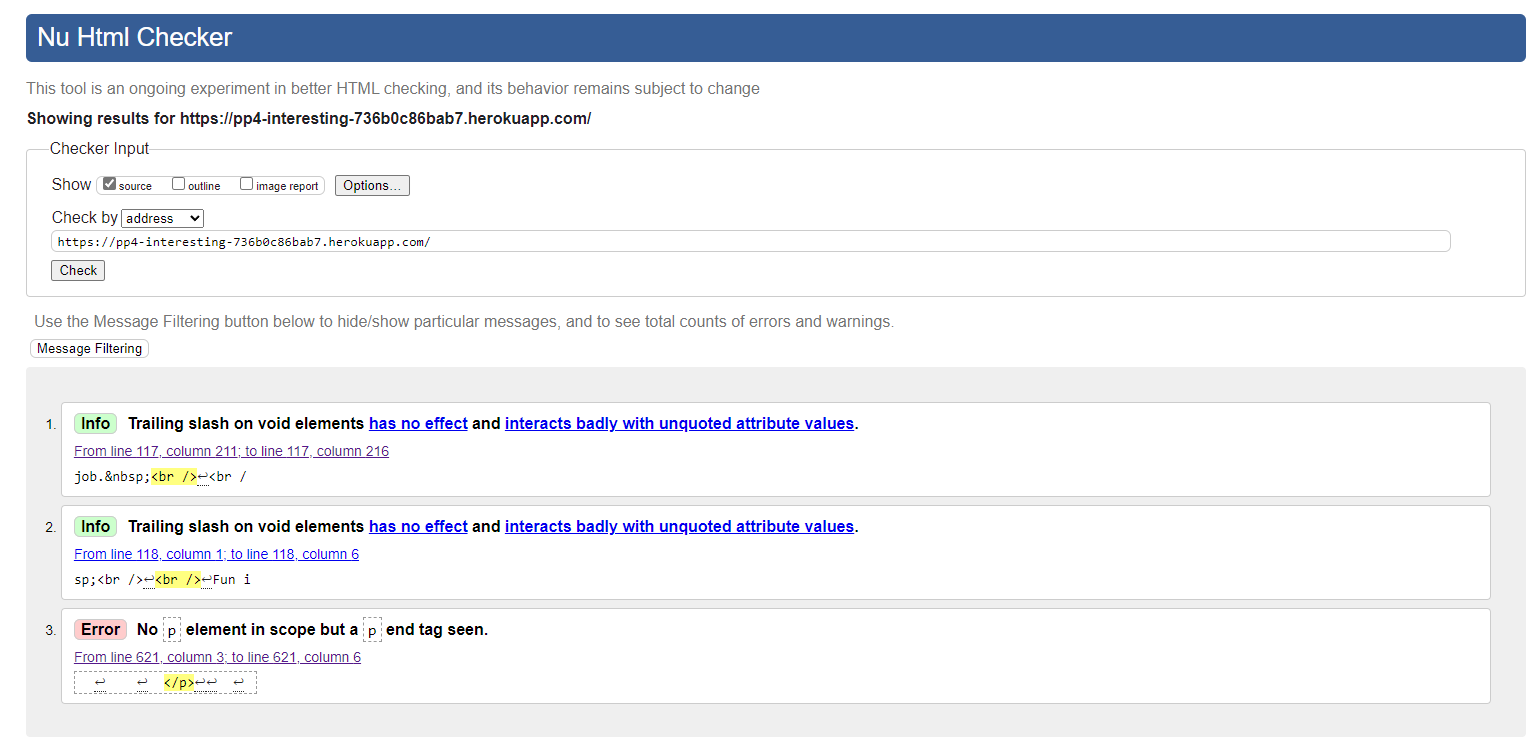 Nu Html Checker
This tool is an ongoing experiment in better HTML checking, and its behavior remains subject to change
Showing results for https://pp4-interesting-736b0c86bab7.herokuapp.com/
Checker Input
Show source outline image report Options...
Check by address
https://pp4-interesting-736b0c86bab7.herokuapp.com/
Check
Use the Message Filtering button below to hide/show particular messages, and to see total counts of errors and warnings.
Message Filtering
1. Info Trailing slash on void elements has no effect and interacts badly with unquoted attribute values.
From line 117, column 211; to line 117, column 216
job.&nbsp;<br />↩<br /
2. Info Trailing slash on void elements has no effect and interacts badly with unquoted attribute values.
From line 118, column 1; to line 118, column 6
sp;<br />↩<br />↩Fun i
3. Error No p element in scope but a p end tag seen.
From line 621, column 3; to line 621, column 6
↩ ↩ </p>↩↩ ↩